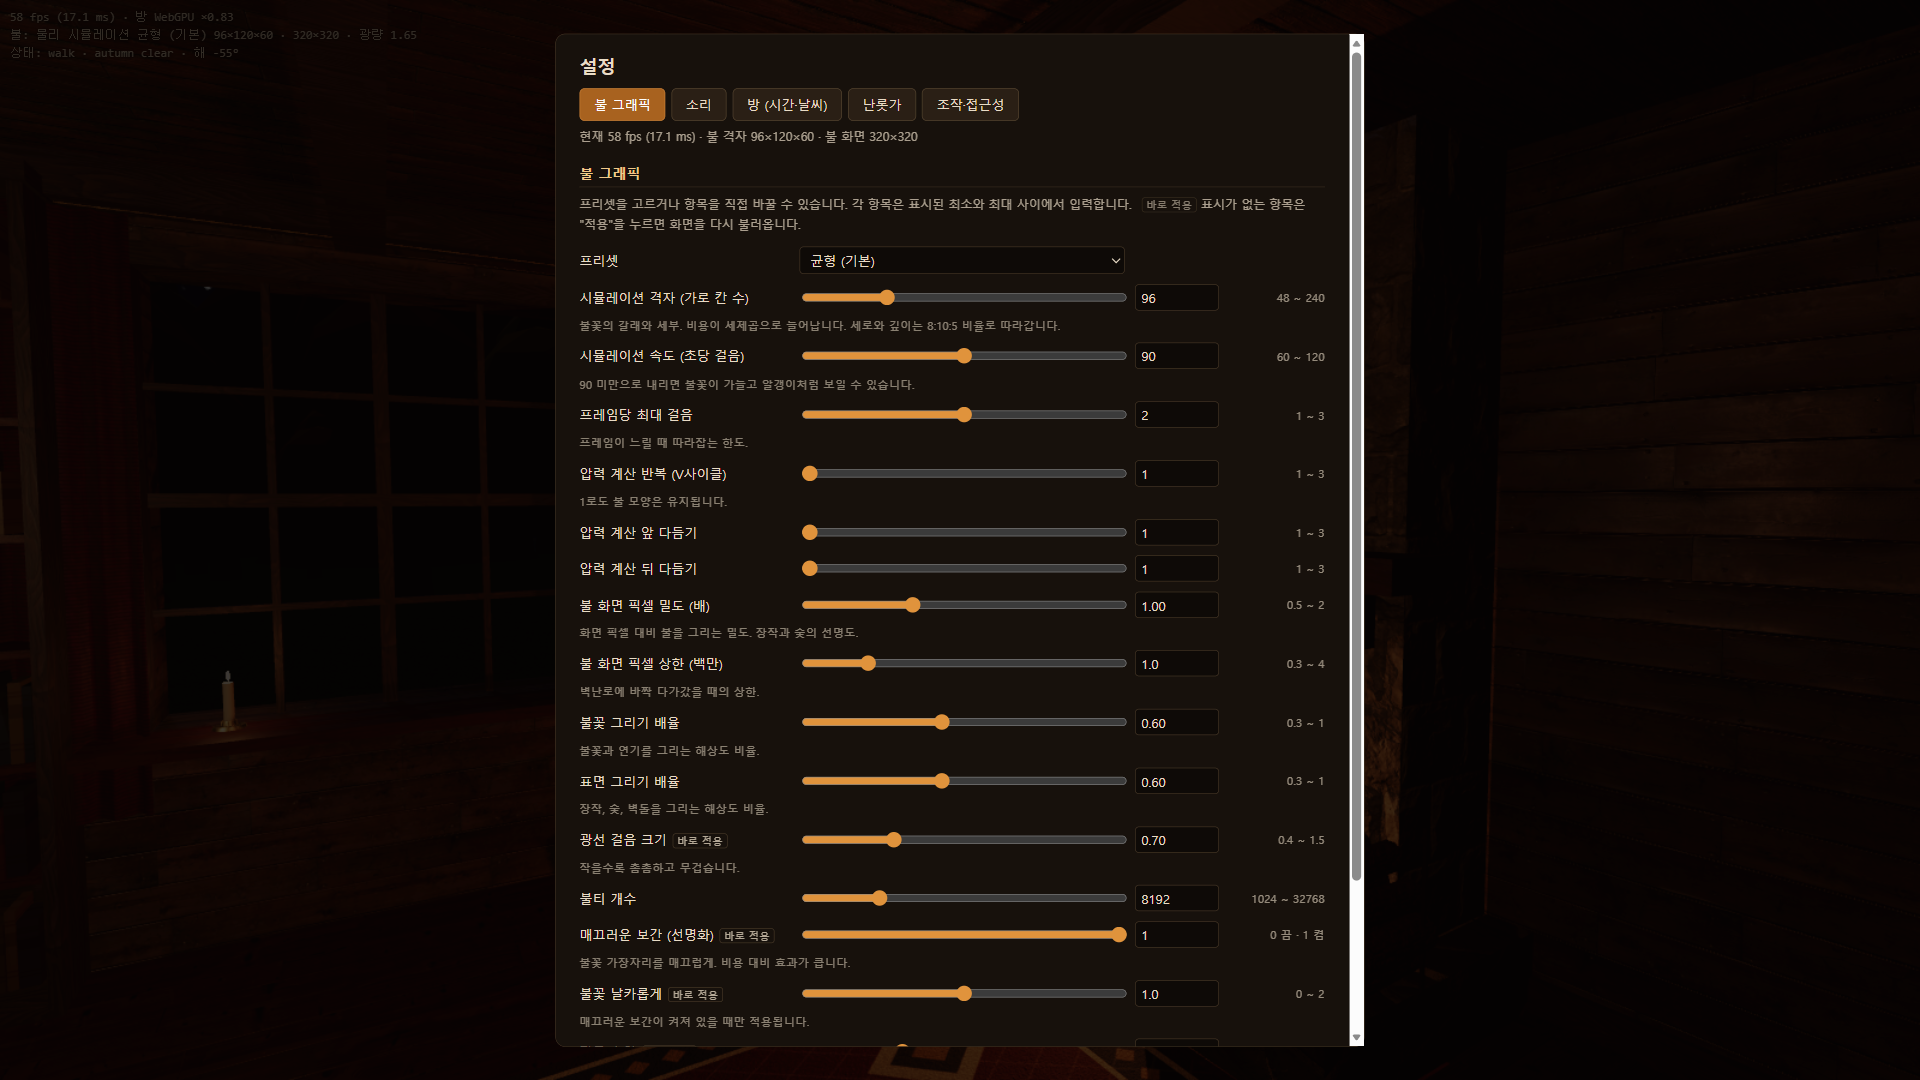 58 fps (17.1 ms) · 방 WebGPU ×0.83
불: 물리 시뮬레이션 균형 (기본) 96×120×60 · 320×320 · 광량 1.65
상태: walk · autumn clear · 해 -55°
설정
불 그래픽 소리 방 (시간·날씨) 난롯가 조작·접근성
현재 58 fps (17.1 ms) · 불 격자 96×120×60 · 불 화면 320×320
불 그래픽
프리셋을 고르거나 항목을 직접 바꿀 수 있습니다. 각 항목은 표시된 최소와 최대 사이에서 입력합니다. 바로 적용 표시가 없는 항목은
"적용"을 누르면 화면을 다시 불러옵니다.
프리셋 균형 (기본)
시뮬레이션 격자 (가로 칸 수) 96 48 ~ 240
불꽃의 갈래와 세부. 비용이 세제곱으로 늘어납니다. 세로와 깊이는 8:10:5 비율로 따라갑니다.
시뮬레이션 속도 (초당 걸음) 90 60 ~ 120
90 미만으로 내리면 불꽃이 가늘고 알갱이처럼 보일 수 있습니다.
프레임당 최대 걸음 2 1 ~ 3
프레임이 느릴 때 따라잡는 한도.
압력 계산 반복 (V사이클) 1 1 ~ 3
1로도 불 모양은 유지됩니다.
압력 계산 앞 다듬기 1 1 ~ 3
압력 계산 뒤 다듬기 1 1 ~ 3
불 화면 픽셀 밀도 (배) 1.00 0.5 ~ 2
화면 픽셀 대비 불을 그리는 밀도. 장작과 숯의 선명도.
불 화면 픽셀 상한 (백만) 1.0 0.3 ~ 4
벽난로에 바짝 다가갔을 때의 상한.
불꽃 그리기 배율 0.60 0.3 ~ 1
불꽃과 연기를 그리는 해상도 비율.
표면 그리기 배율 0.60 0.3 ~ 1
장작, 숯, 벽돌을 그리는 해상도 비율.
광선 걸음 크기 바로 적용 0.70 0.4 ~ 1.5
작을수록 촘촘하고 무겁습니다.
불티 개수 8192 1024 ~ 32768
매끄러운 보간 (선명화) 바로 적용 1 0 끔 · 1 켬
불꽃 가장자리를 매끄럽게. 비용 대비 효과가 큽니다.
불꽃 날카롭게 바로 적용 1.0 0 ~ 2
매끄러운 보간이 켜져 있을 때만 적용됩니다.